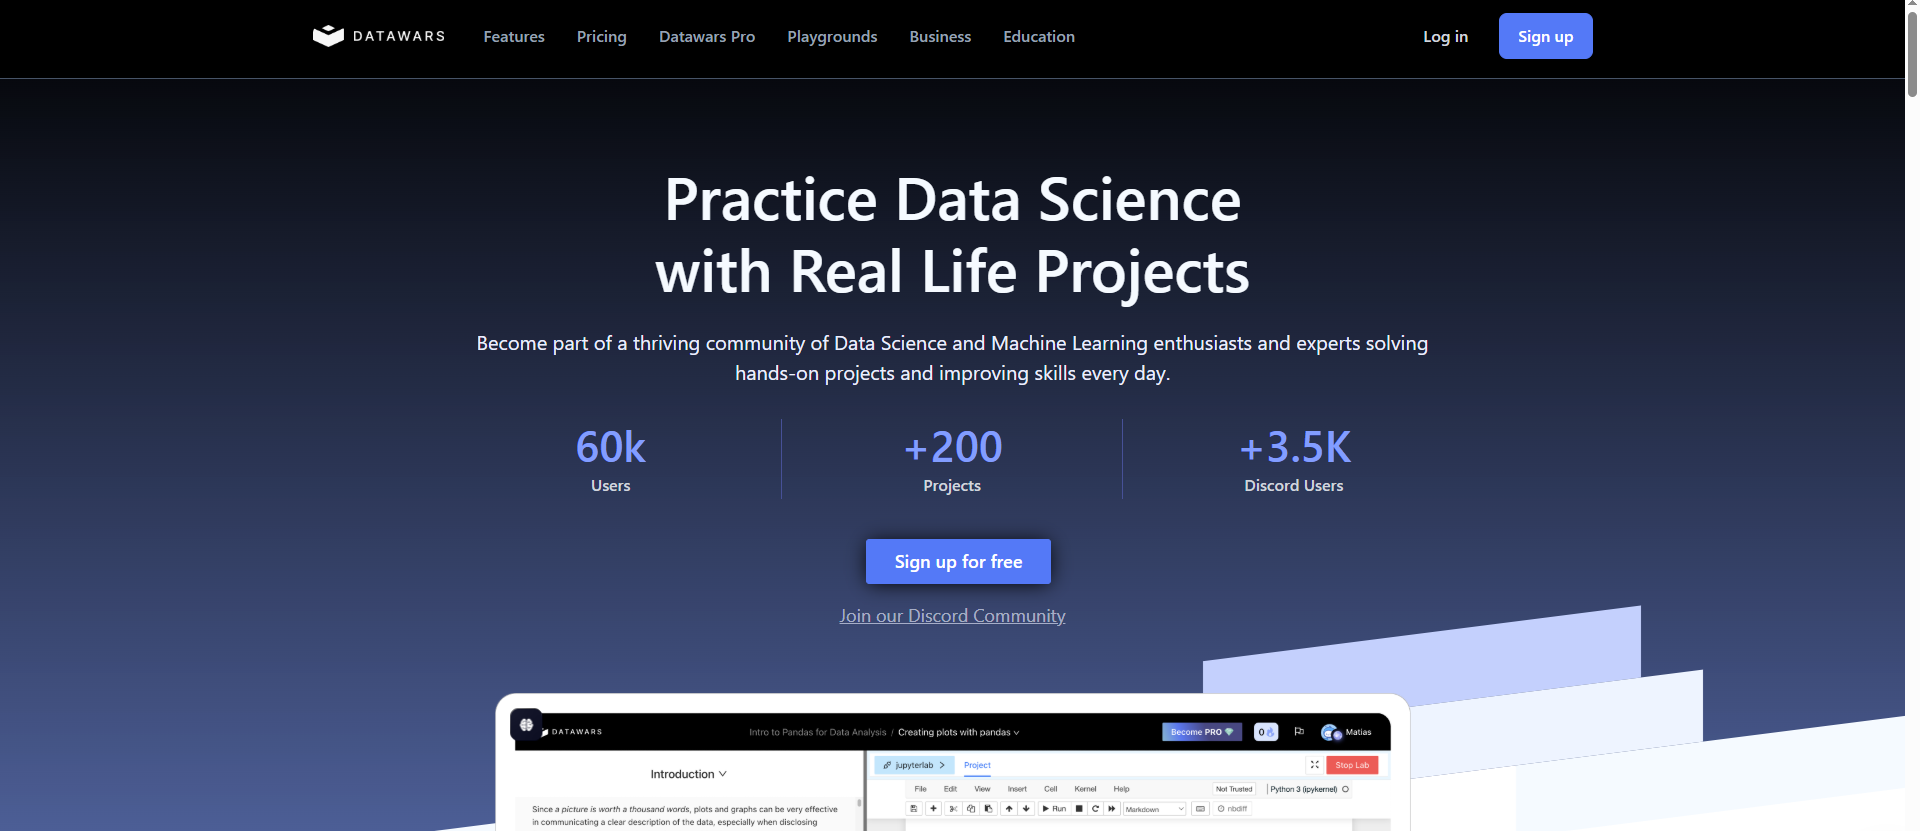 DATAWARS
Features Pricing Datawars Pro Playgrounds Business Education Log in Sign up
Practice Data Science
with Real Life Projects
Become part of a thriving community of Data Science and Machine Learning enthusiasts and experts solving
hands-on projects and improving skills every day.
60k +200 +3.5K
Users Projects Discord Users
Sign up for free
Join our Discord Community
DATAWARS Intro to Pandas for Data Analysis / Creating plots with pandas Become PRO 0 Matias
Introduction
jupyterlab Project Stop Lab
File Edit View Insert Cell Kernel Help Not Trusted Python 3 (ipykernel)
Run Markdown nbdiff
Since a picture is worth a thousand words, plots and graphs can be very effective
in communicating a clear description of the data, especially when disclosing